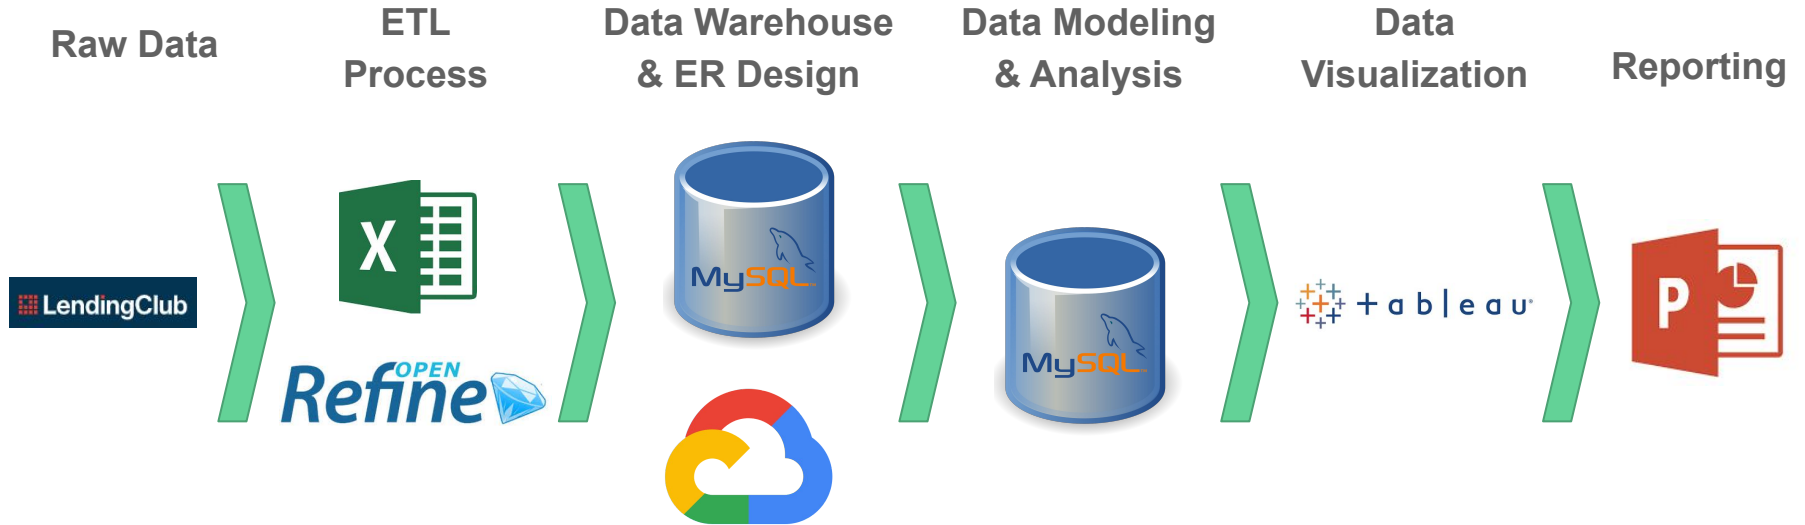 Raw Data
ETL
Process
Data Warehouse
& ER Design
Data Modeling
& Analysis
Data
Visualization
Reporting
LendingClub
X
OPEN
Refine
MySQL
MySQL
+ableau
P